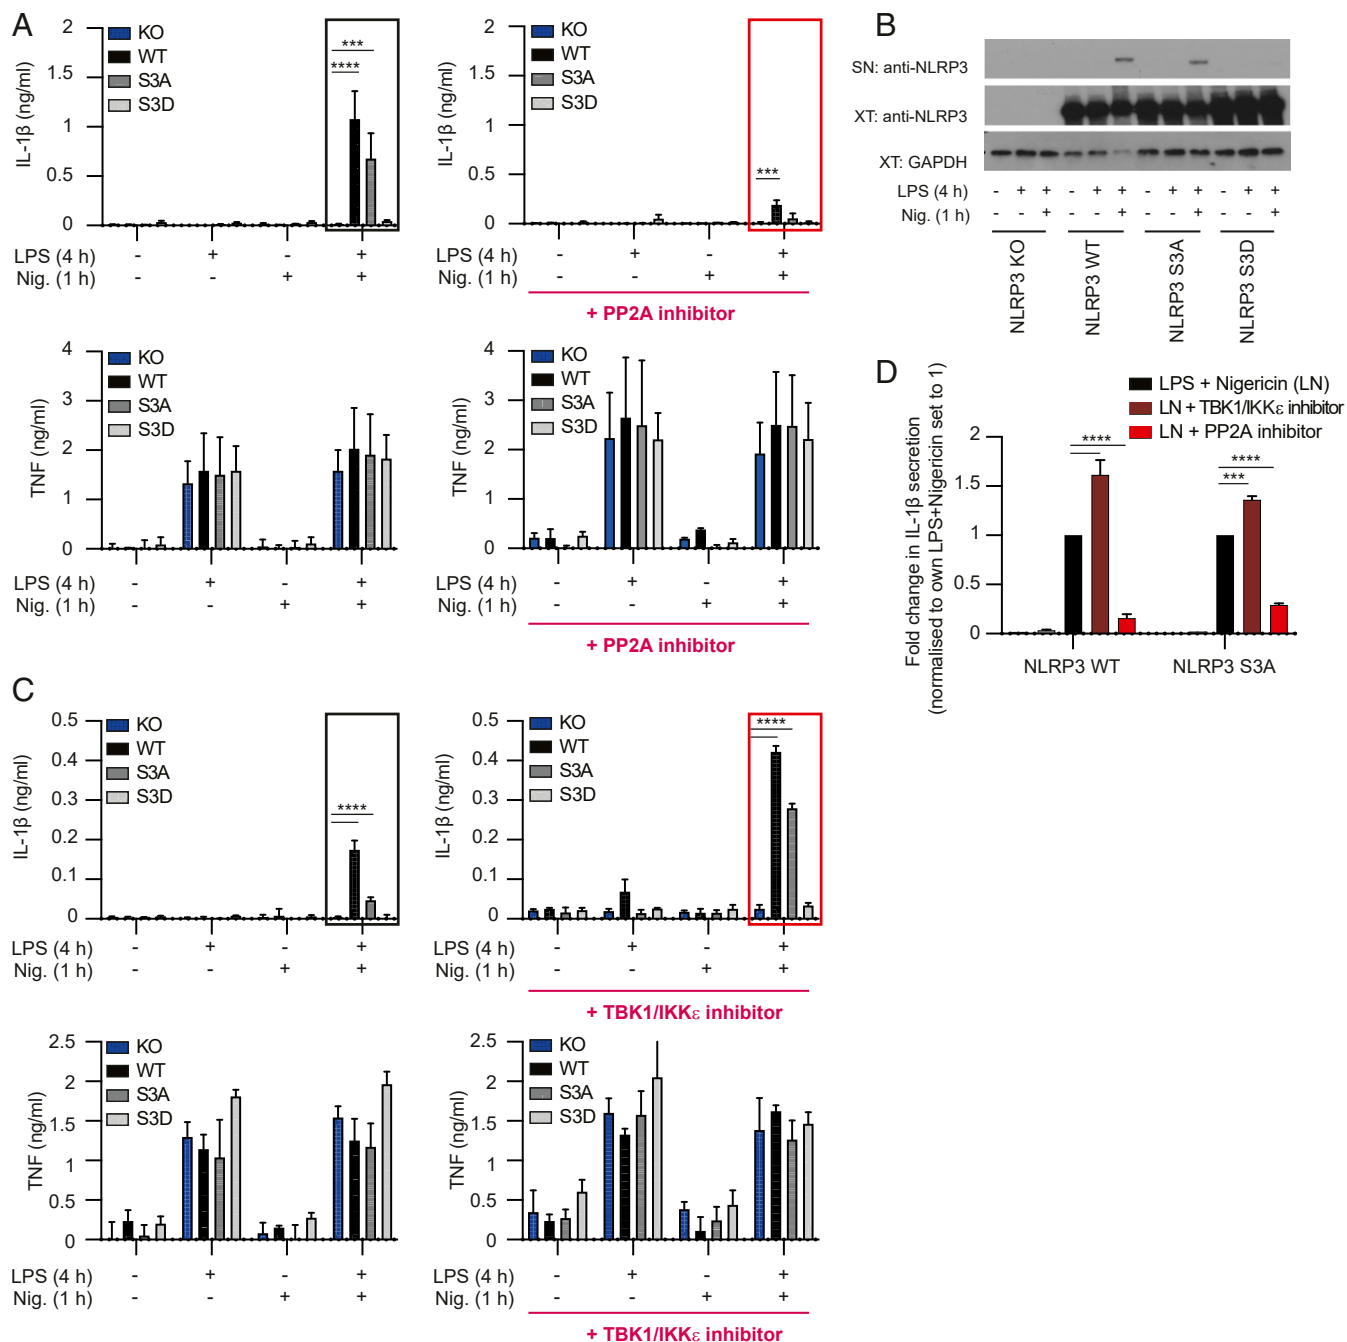 A
2
1.5
1
0.5
0
IL-1β (ng/ml)
KO
WT
S3A
S3D
***
****
LPS (4 h) - + - +
Nig. (1 h) - - + +
2
1.5
1
0.5
0
IL-1β (ng/ml)
KO
WT
S3A
S3D
***
LPS (4 h) - + - +
Nig. (1 h) - - + +
+ PP2A inhibitor
4
3
2
1
0
TNF (ng/ml)
KO
WT
S3A
S3D
LPS (4 h) - + - +
Nig. (1 h) - - + +
4
3
2
1
0
TNF (ng/ml)
KO
WT
S3A
S3D
LPS (4 h) - + - +
Nig. (1 h) - - + +
+ PP2A inhibitor
B
SN: anti-NLRP3
XT: anti-NLRP3
XT: GAPDH
LPS (4 h) - + + - + + - + + - + +
Nig. (1 h) - - + - - + - - + - - +
NLRP3 KO
NLRP3 WT
NLRP3 S3A
NLRP3 S3D
D
LPS + Nigericin (LN)
LN + TBK1/IKKε inhibitor
LN + PP2A inhibitor
Fold change in IL-1β secretion
(normalised to own LPS+Nigericin set to 1)
2
1.5
1
0.5
0
****
****
***
NLRP3 WT
NLRP3 S3A
C
0.5
0.4
0.3
0.2
0.1
0
IL-1β (ng/ml)
KO
WT
S3A
S3D
****
LPS (4 h) - + - +
Nig. (1 h) - - + +
0.5
0.4
0.3
0.2
0.1
0
IL-1β (ng/ml)
KO
WT
S3A
S3D
****
LPS (4 h) - + - +
Nig. (1 h) - - + +
+ TBK1/IKKε inhibitor
2.5
2
1.5
1
0.5
0
TNF (ng/ml)
KO
WT
S3A
S3D
LPS (4 h) - + - +
Nig. (1 h) - - + +
2.5
2
1.5
1
0.5
0
TNF (ng/ml)
KO
WT
S3A
S3D
LPS (4 h) - + - +
Nig. (1 h) - - + +
+ TBK1/IKKε inhibitor